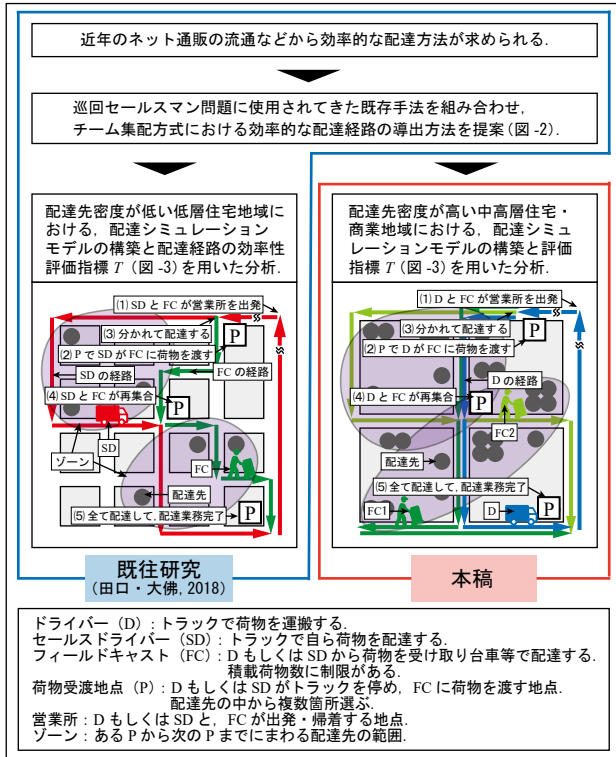 近年のネット通販の流通などから効率的な配達方法が求められる.
巡回セールスマン問題に使用されてきた既存手法を組み合わせ,
チーム集配方式における効率的な配達経路の導出方法を提案(図-2).
配達先密度が低い低層住宅地域に
おける, 配達シミュレーション
モデルの構築と配達経路の効率性
評価指標 T (図-3) を用いた分析.
(1) SD と FC が営業所を出発
(3) 分かれて配達する
P
(2) P で SD が FC に荷物を渡す
SD の経路
FC の経路
(4) SD と FC が再集合
P
SD
ゾーン
FC
配達先
(5) 全て配達して, 配達業務完了
P
既往研究
(田口・大佛, 2018)
配達先密度が高い中高層住宅・
商業地域における, 配達シミュ
レーションモデルの構築と評価
指標 T (図-3) を用いた分析.
(1) D と FC が営業所を出発
(3) 分かれて配達する
P
(2) P で D が FC に荷物を渡す
D の経路
(4) D と FC が再集合
P
FC2
配達先
(5) 全て配達して, 配達業務完了
P
FC1
D
本稿
ドライバー (D) : トラックで荷物を運搬する.
セールスドライバー (SD) : トラックで自ら荷物を配達する.
フィールドキャスト (FC) : D もしくは SD から荷物を受け取り台車等で配達する.
積載荷物数に制限がある.
荷物受渡地点 (P) : D もしくは SD がトラックを停め, FC に荷物を渡す地点.
配達先の中から複数箇所選ぶ.
営業所 : D もしくは SD と, FC が出発・帰着する地点.
ゾーン : ある P から次の P までにまわる配達先の範囲.